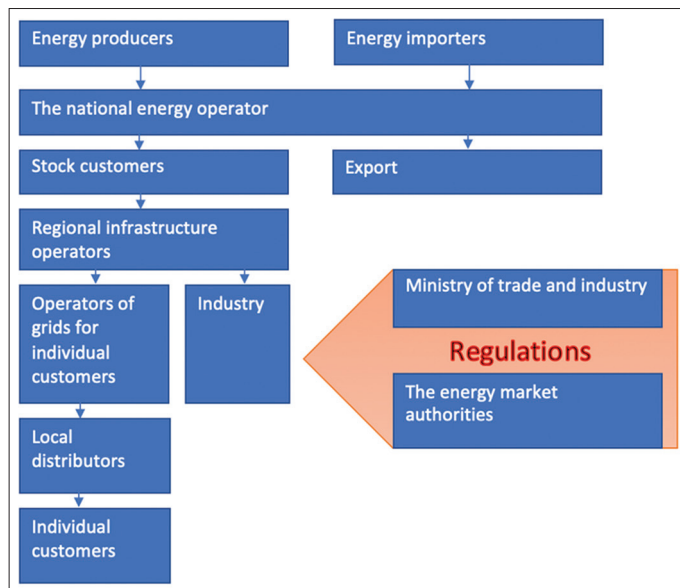 Energy producers
Energy importers
The national energy operator
Stock customers
Export
Regional infrastructure
operators
Operators of
grids for
individual
customers
Industry
Ministry of trade and industry
Regulations
The energy market
authorities
Local
distributors
Individual
customers